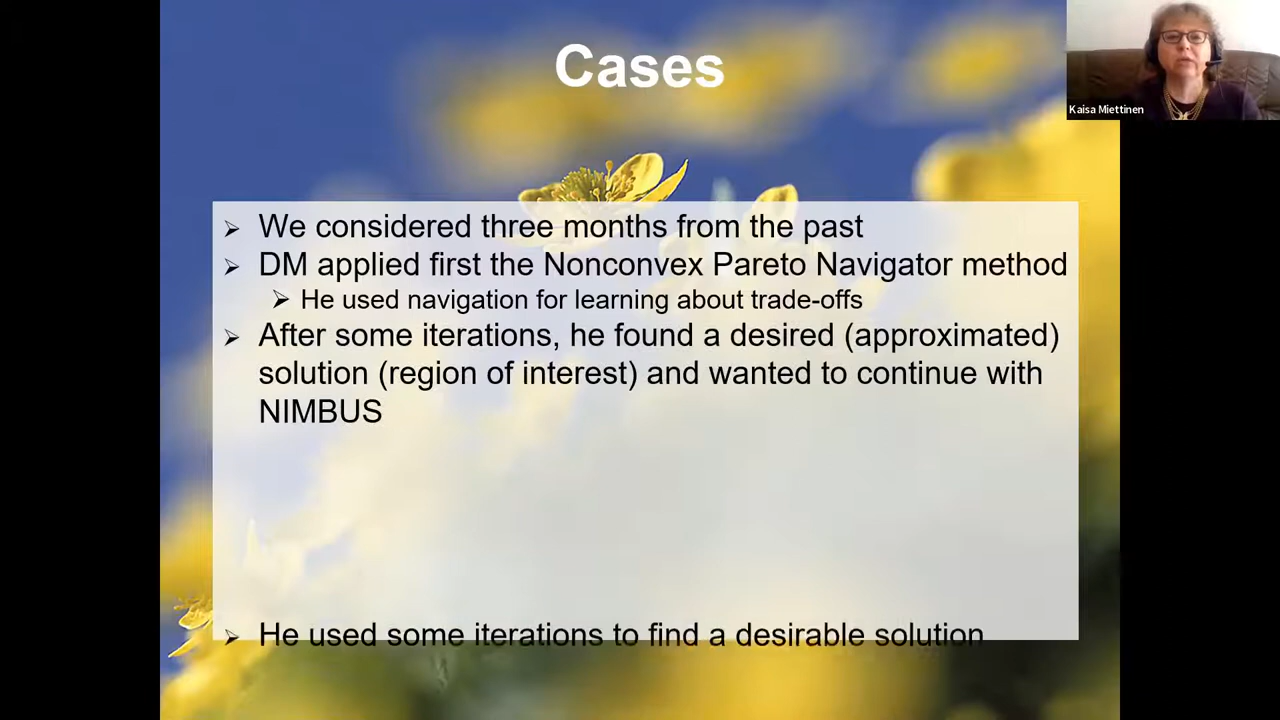 Cases
Kaisa Miettinen
➢ We considered three months from the past
➢ DM applied first the Nonconvex Pareto Navigator method
➢ He used navigation for learning about trade-offs
➢ After some iterations, he found a desired (approximated)
solution (region of interest) and wanted to continue with
NIMBUS
➢ He used some iterations to find a desirable solution